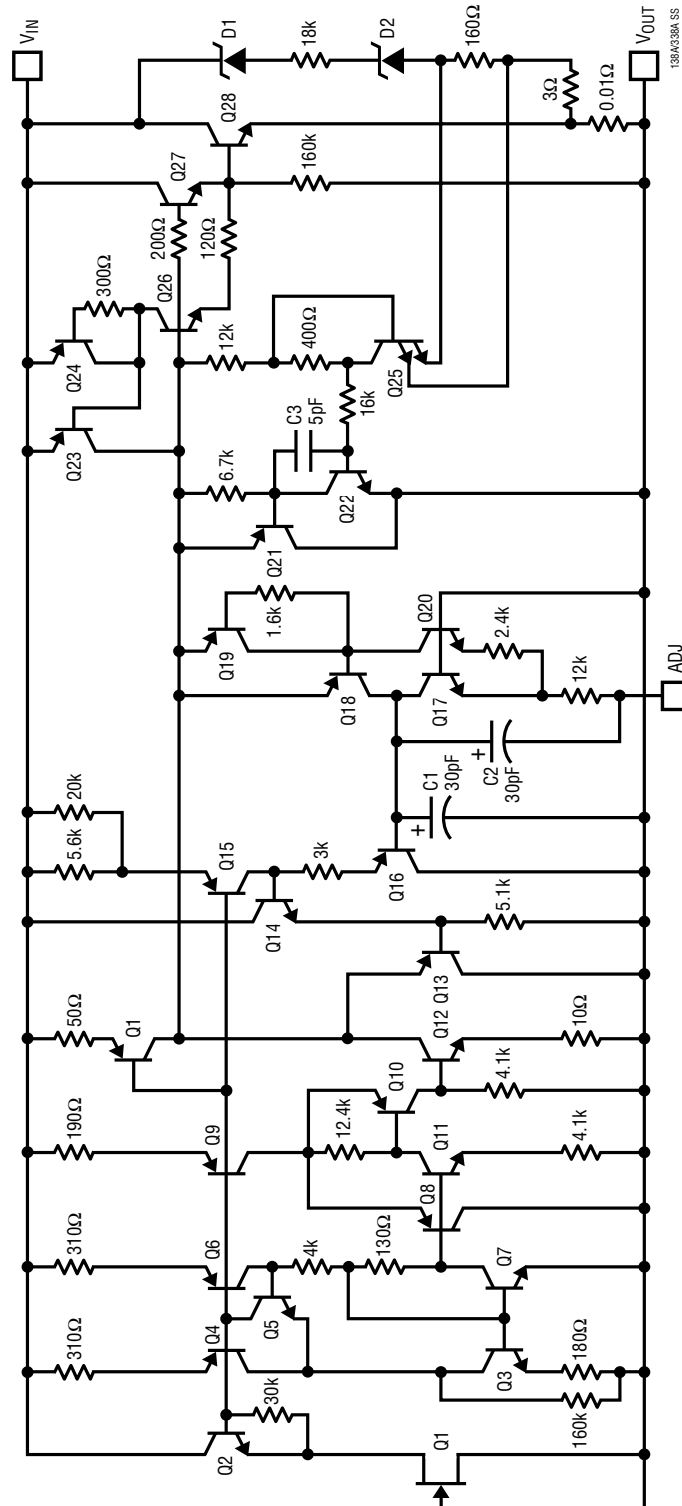 VIN
D1
18k
D2
160Ω
3Ω
0.01Ω
VOUT
138A/338A SS
Q28
Q27
160k
200Ω
120Ω
300Ω
Q26
Q24
Q23
12k
400Ω
Q25
16k
C3
5pF
6.7k
Q22
Q21
Q19
1.6k
Q20
Q18
Q17
2.4k
12k
ADJ
C2
30pF
+
C1
30pF
+
20k
5.6k
Q15
3k
Q16
Q14
5.1k
50Ω
Q1
Q13
Q12
10Ω
190Ω
Q9
Q10
12.4k
Q11
4.1k
4.1k
Q8
310Ω
Q6
4k
130Ω
Q7
Q5
310Ω
Q4
Q3
180Ω
160k
30k
Q2
Q1